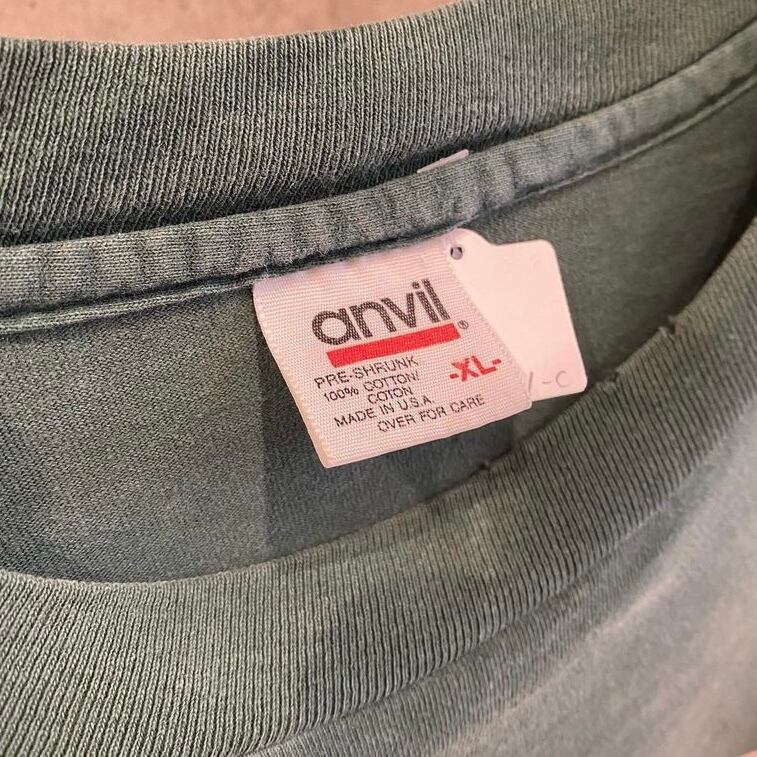 anvil®
PRE-SHRUNK
100% COTTON/
COTON
MADE IN U.S.A.
OVER FOR CARE
-XL-
-C